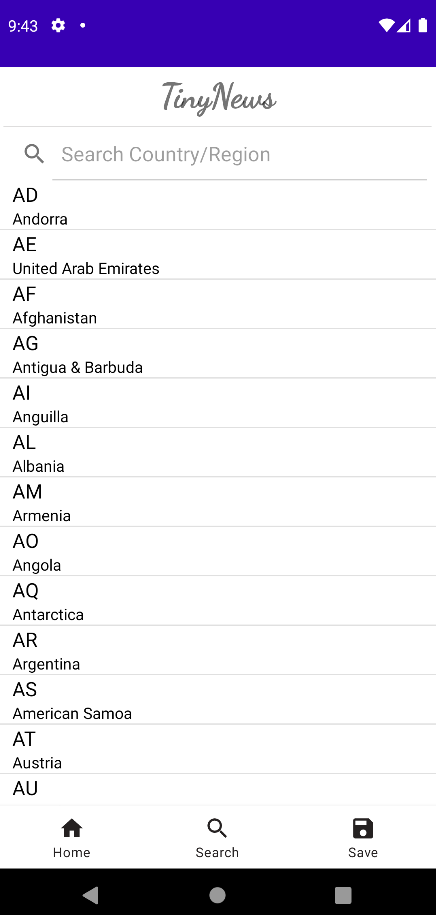 9:43
TinyNews
Search Country/Region
AD
Andorra
AE
United Arab Emirates
AF
Afghanistan
AG
Antigua & Barbuda
AI
Anguilla
AL
Albania
AM
Armenia
AO
Angola
AQ
Antarctica
AR
Argentina
AS
American Samoa
AT
Austria
AU
Home Search Save